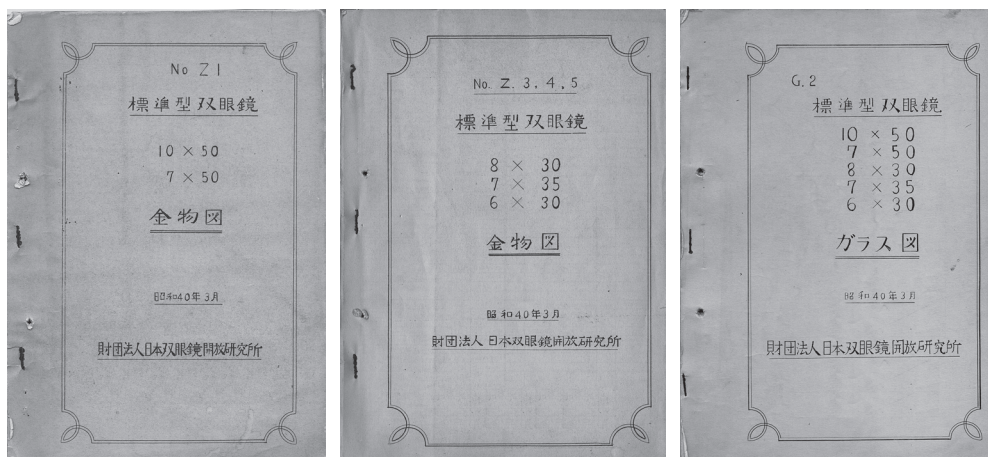 No Z 1
標準型双眼鏡
10 × 50
7 × 50
金物図
昭和40年3月
財団法人日本双眼鏡開放研究所
No. Z. 3, 4, 5
標準型双眼鏡
8 × 30
7 × 35
6 × 30
金物図
昭和40年3月
財団法人日本双眼鏡開放研究所
G. 2
標準型双眼鏡
10 × 50
7 × 50
8 × 30
7 × 35
6 × 30
ガラス図
昭和40年3月
財団法人日本双眼鏡開放研究所